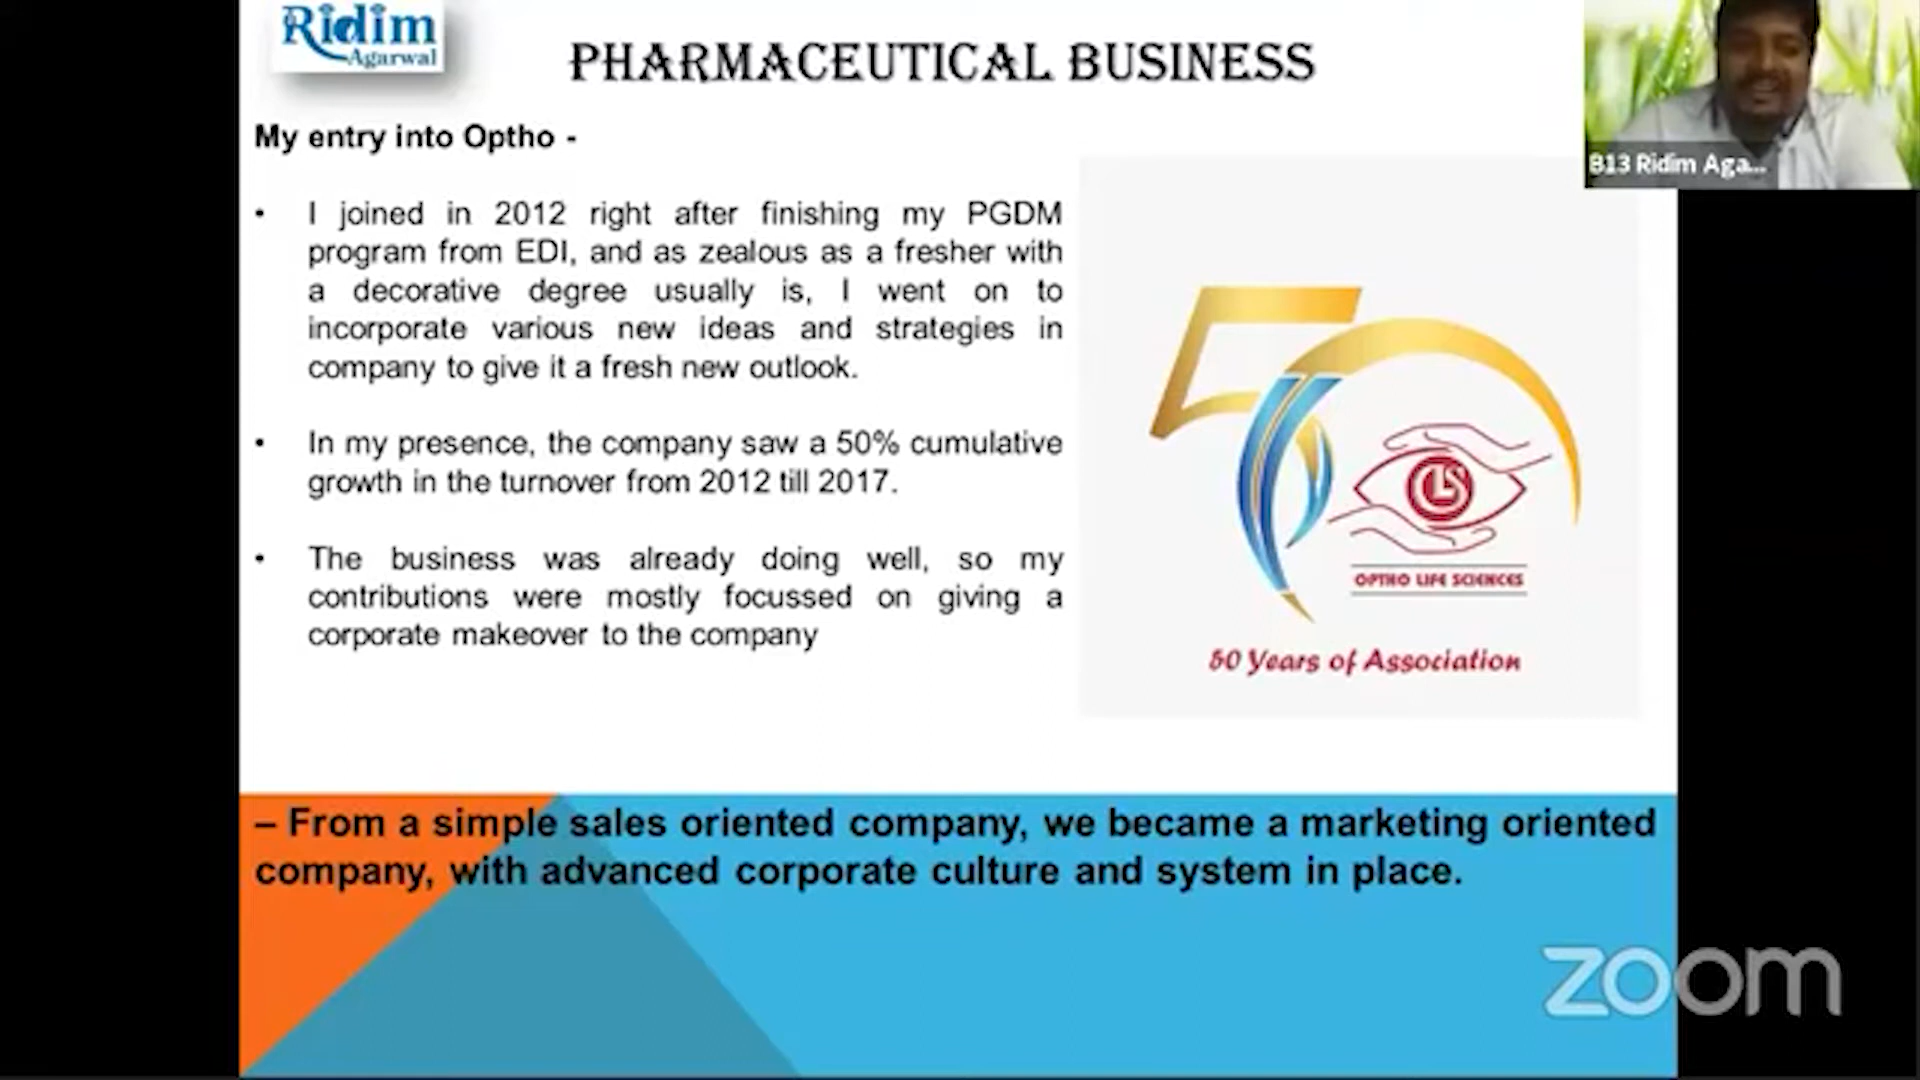 Ridim
Agarwal
PHARMACEUTICAL BUSINESS
B13 Ridim Aga...
My entry into Optho -
• I joined in 2012 right after finishing my PGDM
program from EDI, and as zealous as a fresher with
a decorative degree usually is, I went on to
incorporate various new ideas and strategies in
company to give it a fresh new outlook.
• In my presence, the company saw a 50% cumulative
growth in the turnover from 2012 till 2017.
• The business was already doing well, so my
contributions were mostly focussed on giving a
corporate makeover to the company
50
OLS
OPTHO LIFE SCIENCES
50 Years of Association
– From a simple sales oriented company, we became a marketing oriented
company, with advanced corporate culture and system in place.
zoom